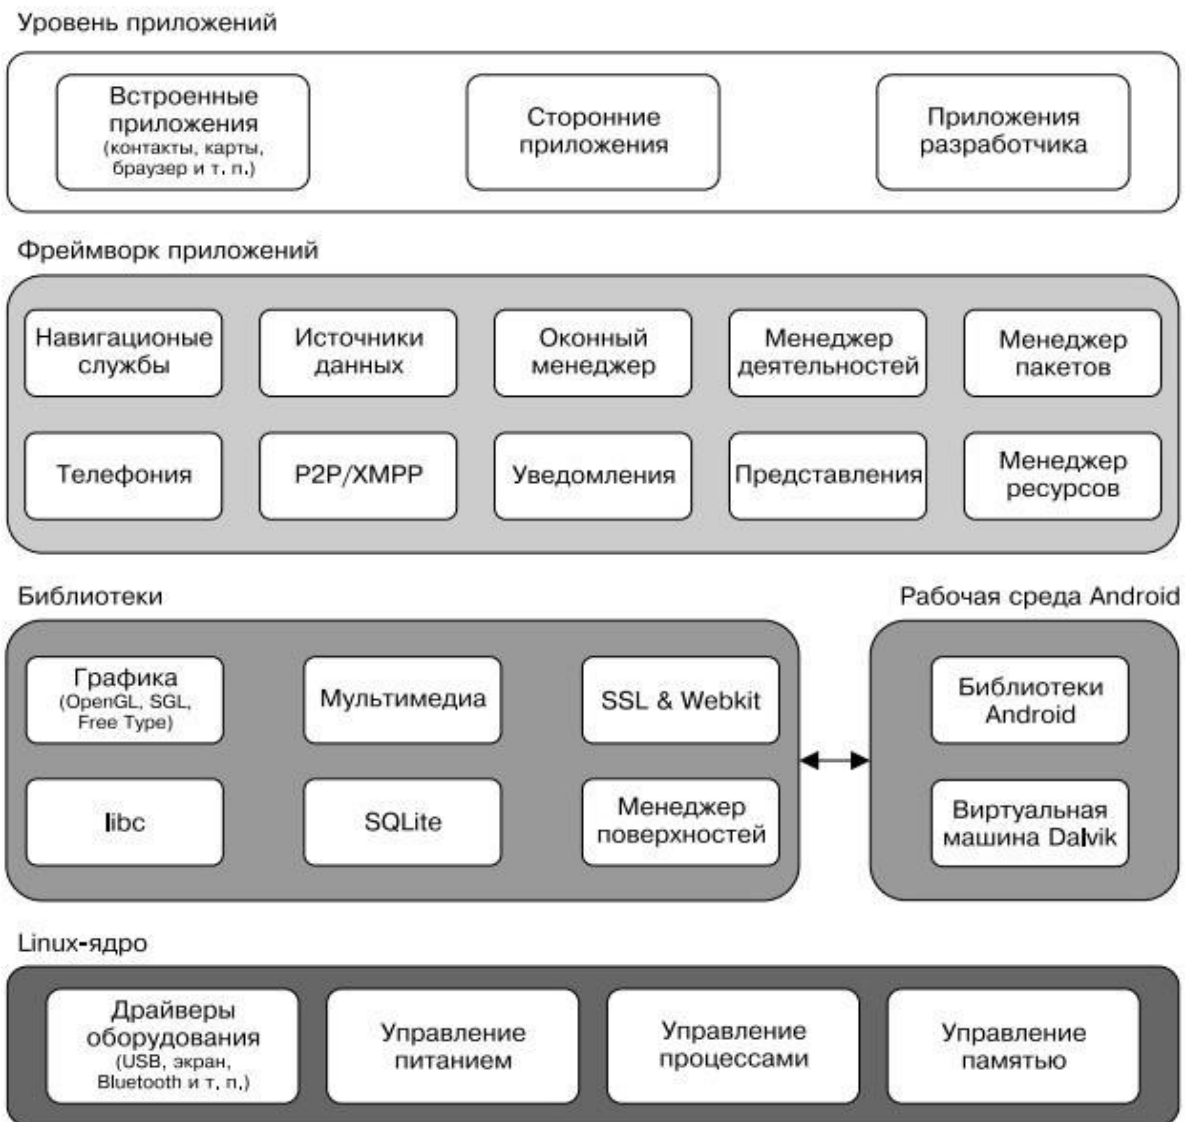 Уровень приложений
Встроенные
приложения
(контакты, карты,
браузер и т. п.)
Сторонние
приложения
Приложения
разработчика
Фреймворк приложений
Навигационые
службы
Источники
данных
Оконный
менеджер
Менеджер
деятельностей
Менеджер
пакетов
Телефония
P2P/XMPP
Уведомления
Представления
Менеджер
ресурсов
Библиотеки
Графика
(OpenGL, SGL,
Free Type)
Мультимедиа
SSL & Webkit
libc
SQLite
Менеджер
поверхностей
Рабочая среда Android
Библиотеки
Android
Виртуальная
машина Dalvik
Linux-ядро
Драйверы
оборудования
(USB, экран,
Bluetooth и т. п.)
Управление
питанием
Управление
процессами
Управление
памятью